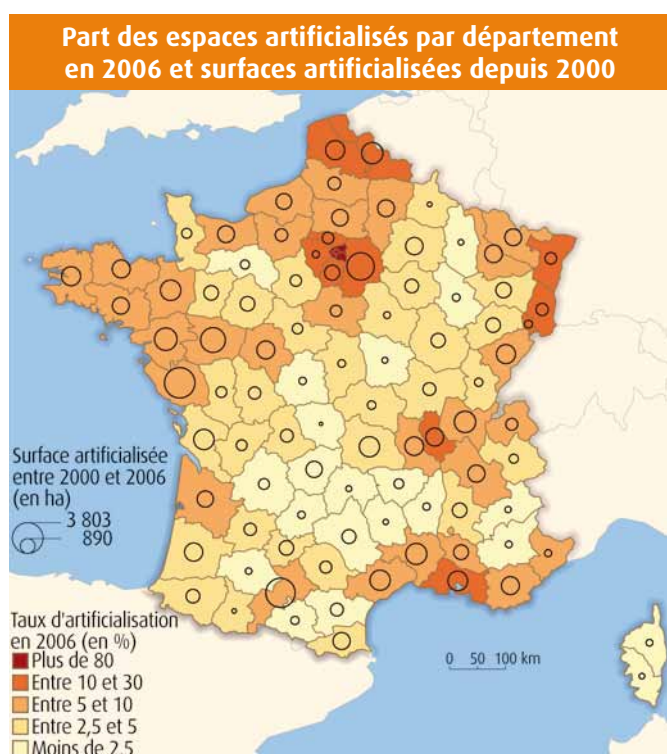 Part des espaces artificialisés par département
en 2006 et surfaces artificialisées depuis 2000
Surface artificialisée
entre 2000 et 2006
(en ha)
3 803
890
Taux d'artificialisation
en 2006 (en %)
Plus de 80
Entre 10 et 30
Entre 5 et 10
Entre 2,5 et 5
Moins de 2,5
0 50 100 km